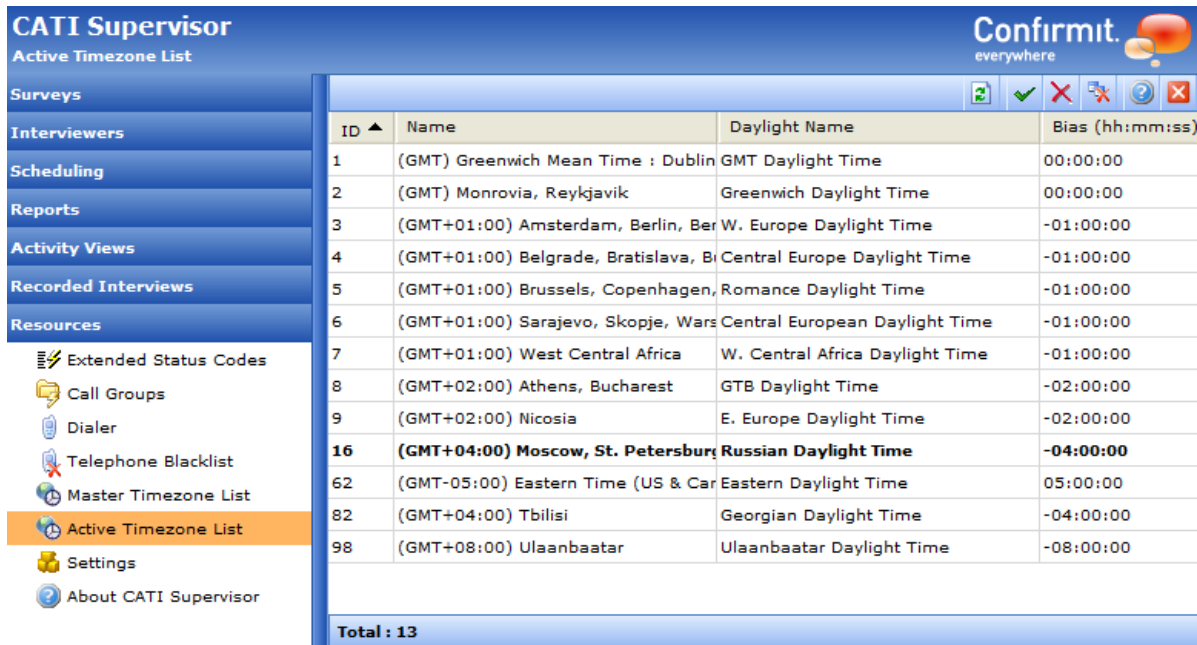 CATI Supervisor
Active Timezone List
Confirmit.
everywhere
Surveys
Interviewers
Scheduling
Reports
Activity Views
Recorded Interviews
Resources
Extended Status Codes
Call Groups
Dialer
Telephone Blacklist
Master Timezone List
Active Timezone List
Settings
About CATI Supervisor
ID Name Daylight Name Bias (hh:mm:ss)
1 (GMT) Greenwich Mean Time : Dublin GMT Daylight Time 00:00:00
2 (GMT) Monrovia, Reykjavik Greenwich Daylight Time 00:00:00
3 (GMT+01:00) Amsterdam, Berlin, Ber W. Europe Daylight Time -01:00:00
4 (GMT+01:00) Belgrade, Bratislava, B Central Europe Daylight Time -01:00:00
5 (GMT+01:00) Brussels, Copenhagen, Romance Daylight Time -01:00:00
6 (GMT+01:00) Sarajevo, Skopje, Wars Central European Daylight Time -01:00:00
7 (GMT+01:00) West Central Africa W. Central Africa Daylight Time -01:00:00
8 (GMT+02:00) Athens, Bucharest GTB Daylight Time -02:00:00
9 (GMT+02:00) Nicosia E. Europe Daylight Time -02:00:00
16 (GMT+04:00) Moscow, St. Petersburg Russian Daylight Time -04:00:00
62 (GMT-05:00) Eastern Time (US & Can Eastern Daylight Time 05:00:00
82 (GMT+04:00) Tbilisi Georgian Daylight Time -04:00:00
98 (GMT+08:00) Ulaanbaatar Ulaanbaatar Daylight Time -08:00:00
Total : 13